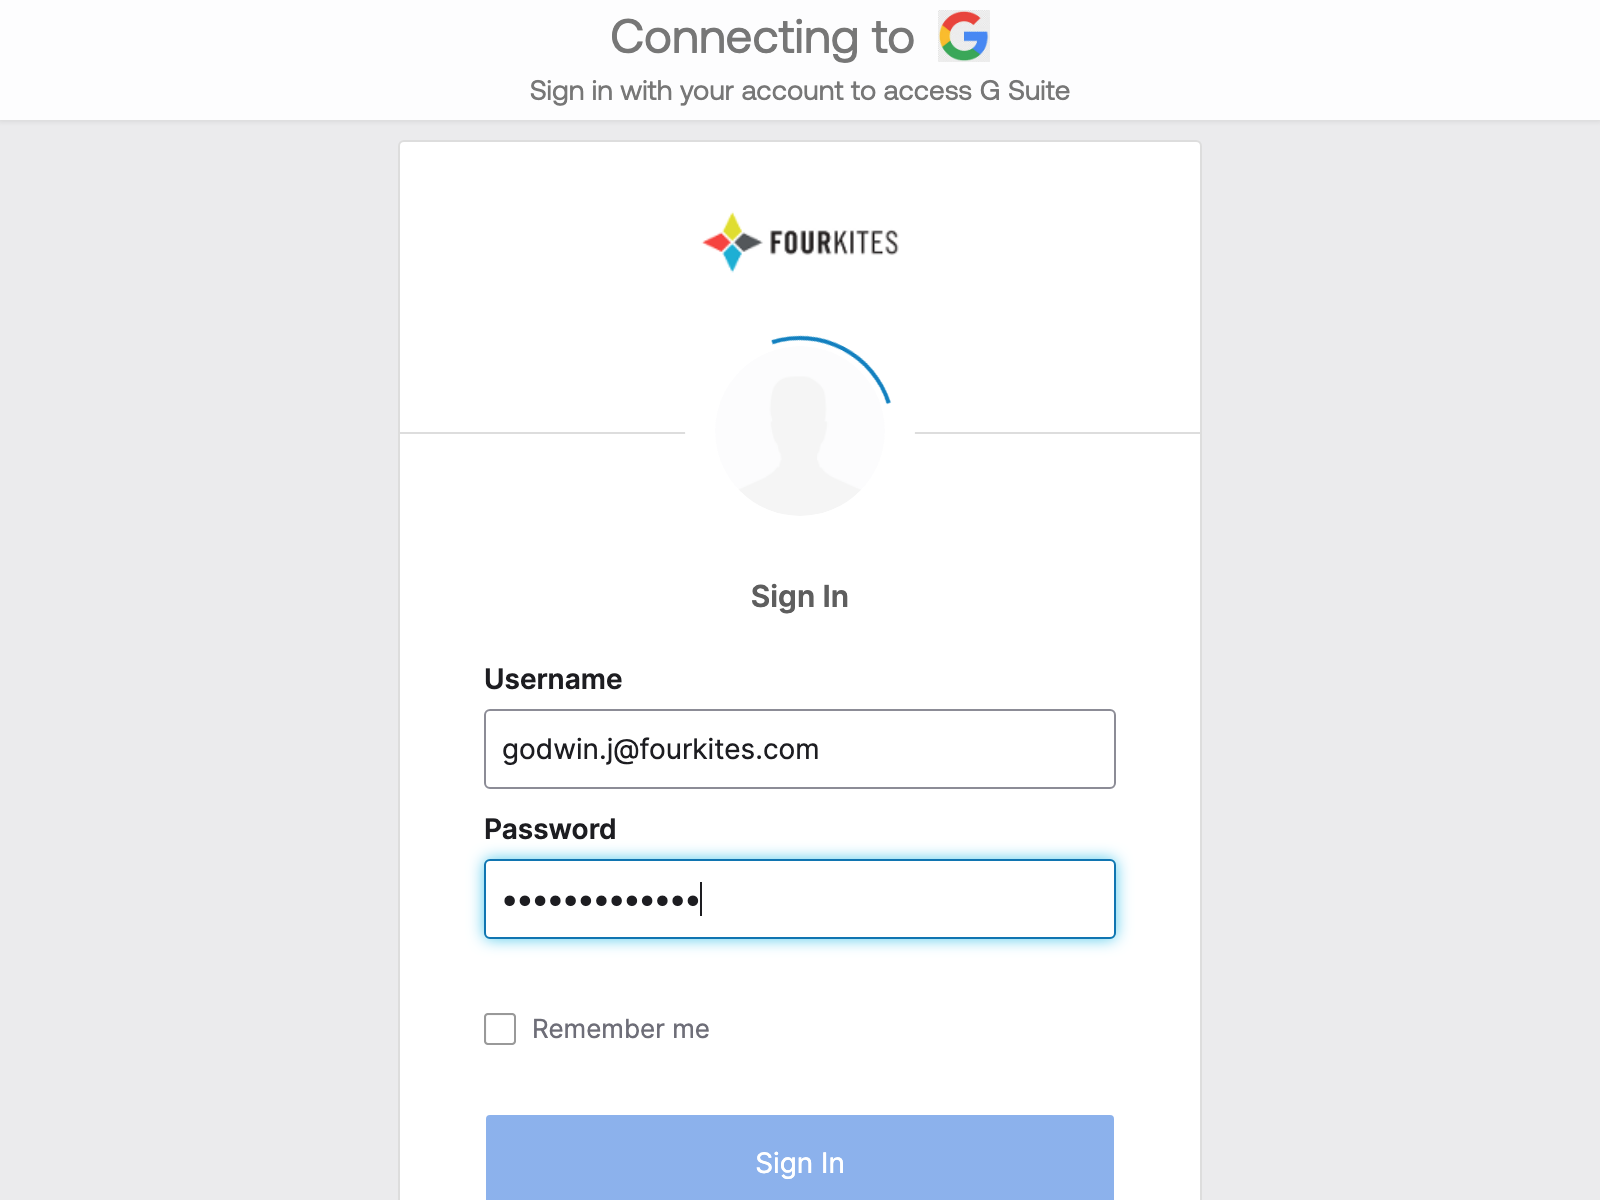 Connecting to
Sign in with your account to access G Suite
FOURKITES
Sign In
Username
godwin.j@fourkites.com
Password
•••••••••••••
Remember me
Sign In